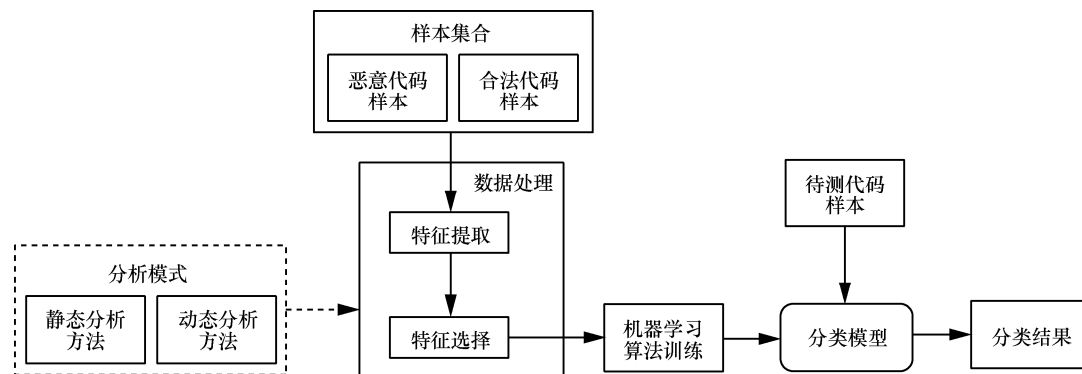 样本集合
恶意代码
样本
合法代码
样本
数据处理
待测代码
样本
特征提取
分析模式
静态分析
方法
动态分析
方法
特征选择
机器学习
算法训练
分类模型
分类结果